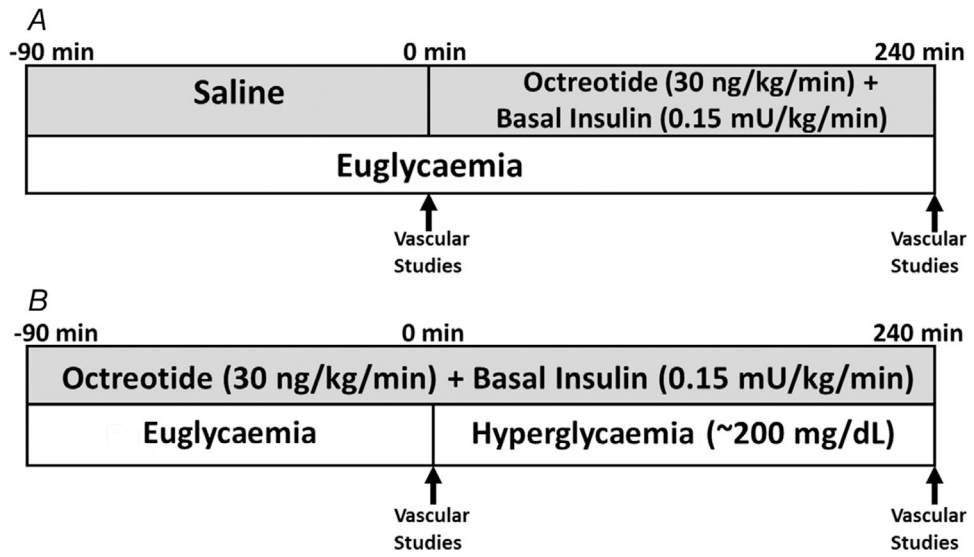 A
-90 min 0 min 240 min
Saline
Octreotide (30 ng/kg/min) +
Basal Insulin (0.15 mU/kg/min)
Euglycaemia
Vascular
Studies
Vascular
Studies
B
-90 min 0 min 240 min
Octreotide (30 ng/kg/min) + Basal Insulin (0.15 mU/kg/min)
Euglycaemia
Hyperglycaemia (~200 mg/dL)
Vascular
Studies
Vascular
Studies